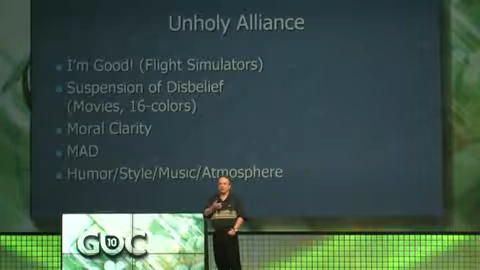 Unholy Alliance
I'm Good! (Flight Simulators)
Suspension of Disbelief
(Movies, 16-colors)
Moral Clarity
MAD
Humor/Style/Music/Atmosphere
GDC
10